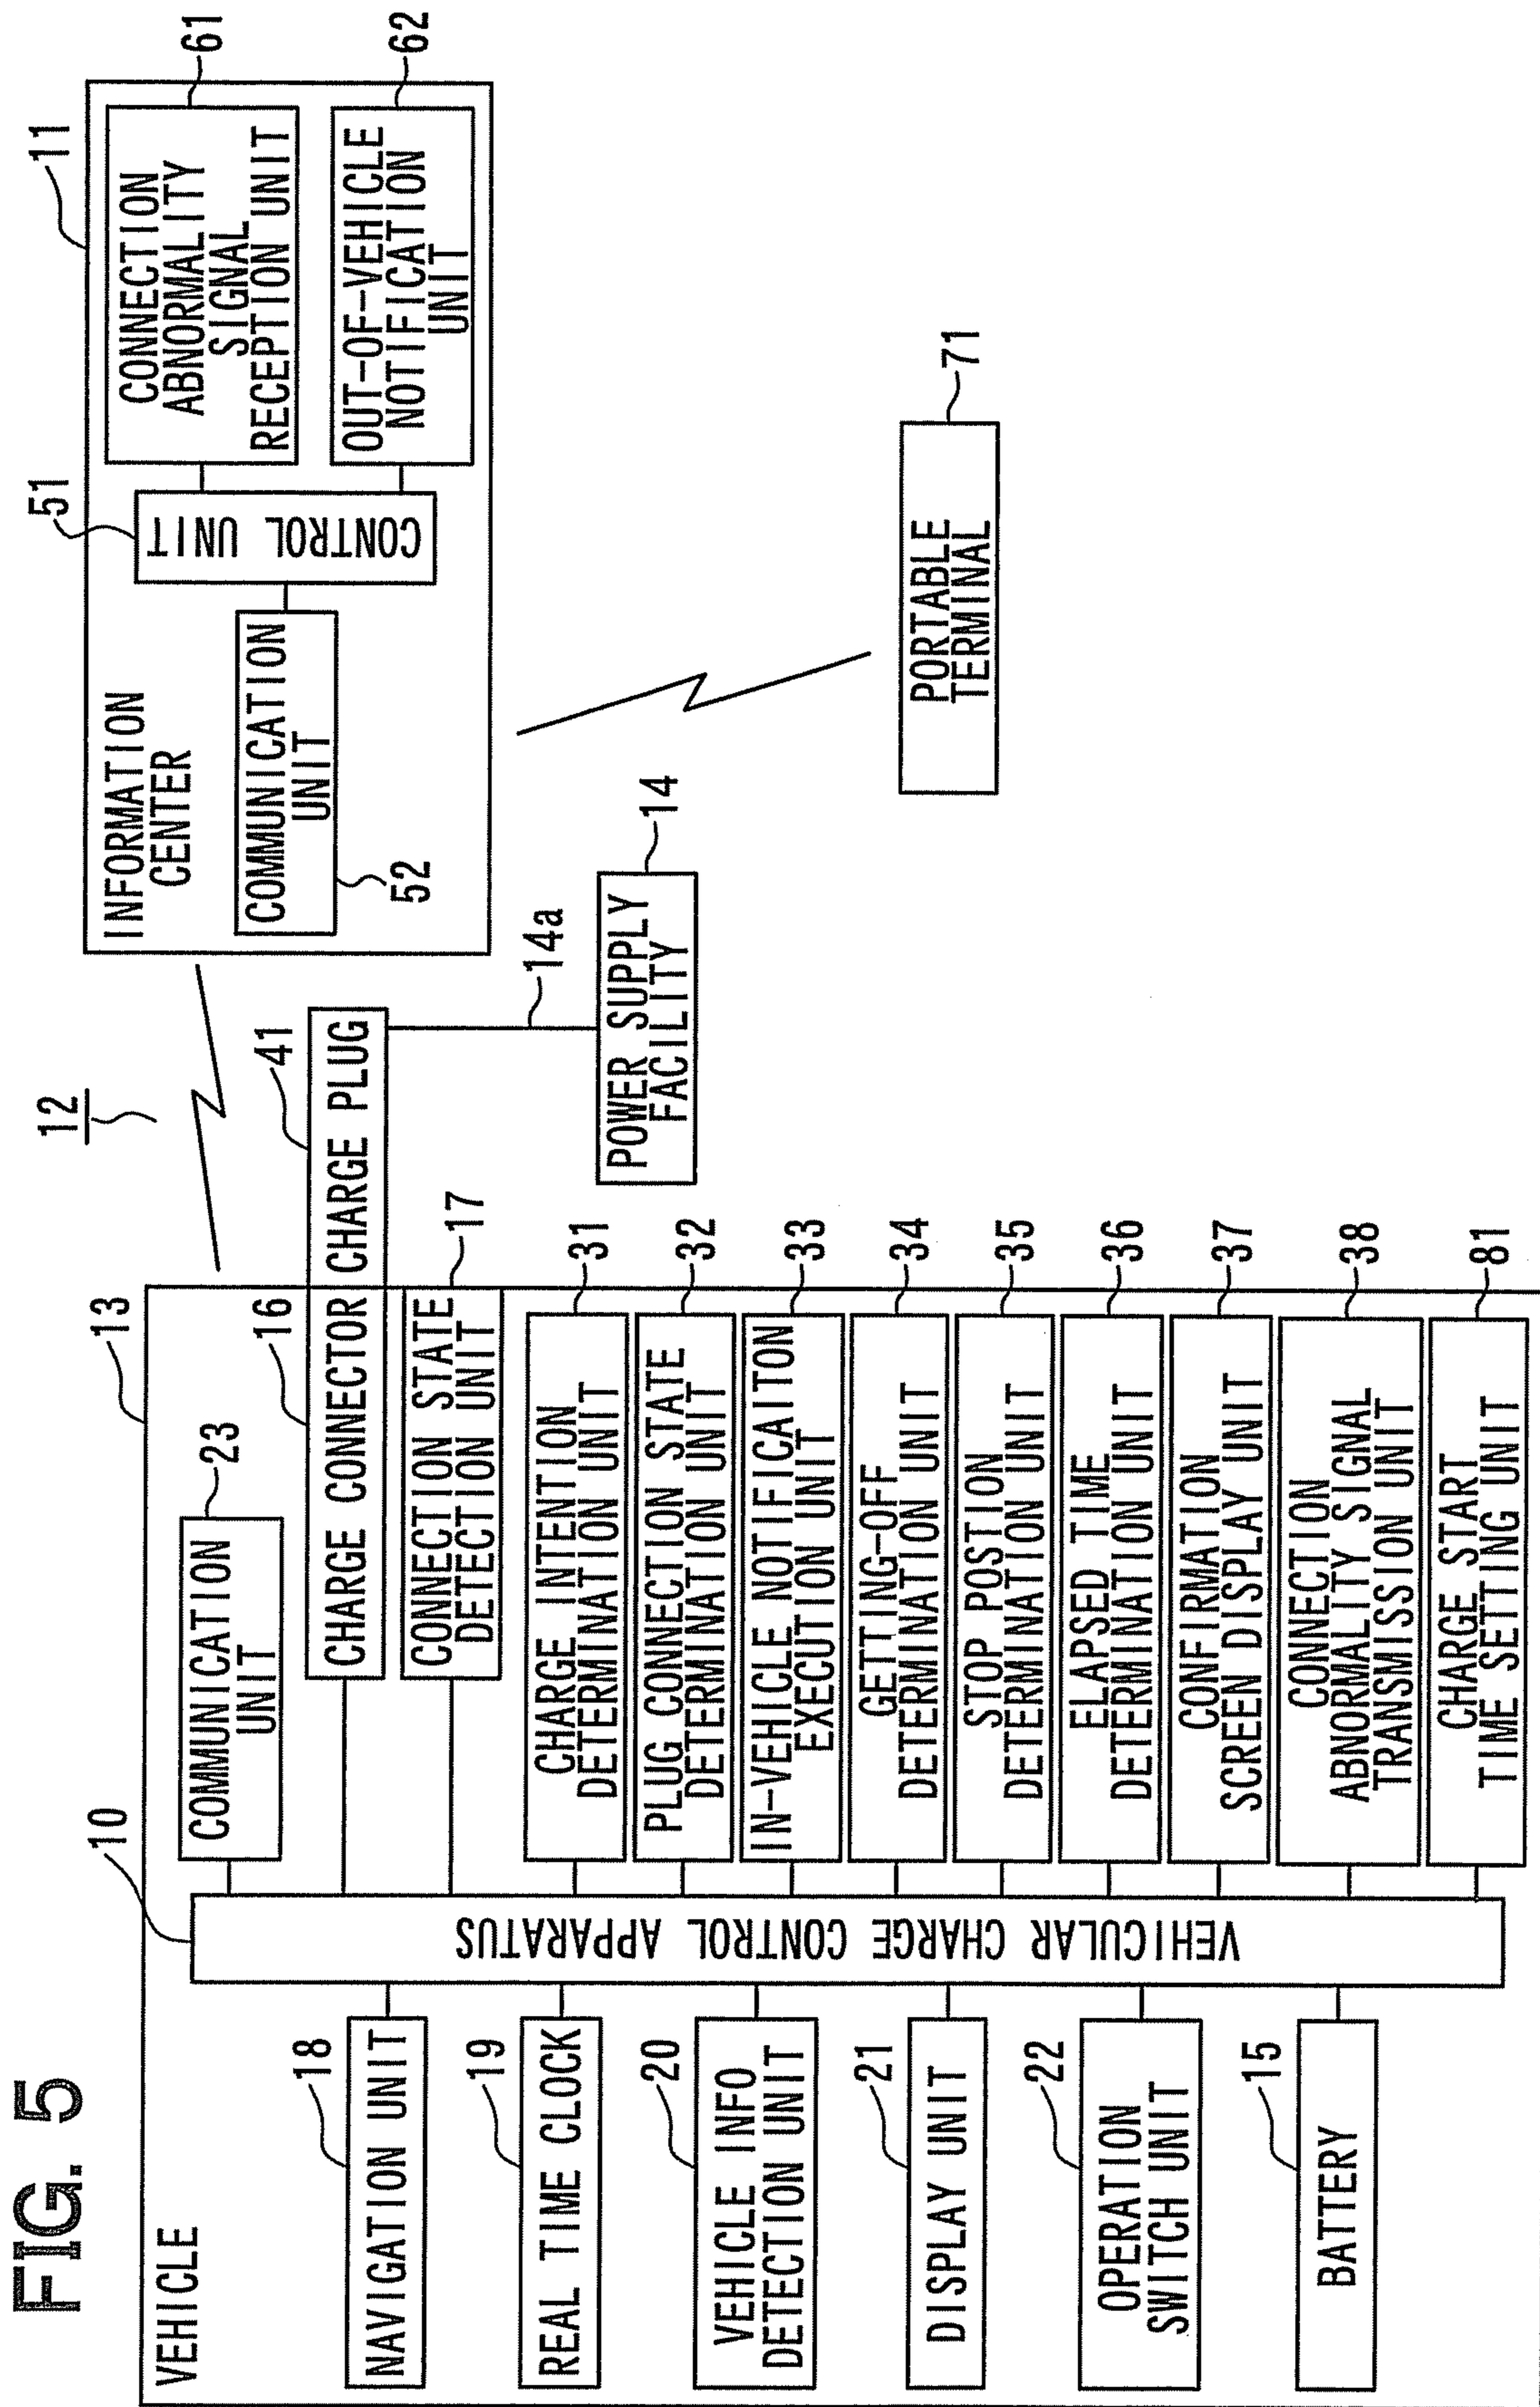 FIG. 5
VEHICLE
13
10
18
NAVIGATION UNIT
19
REAL TIME CLOCK
20
VEHICLE INFO
DETECTION UNIT
21
DISPLAY UNIT
22
OPERATION
SWITCH UNIT
15
BATTERY
VEHICULAR CHARGE CONTROL APPARATUS
COMMUNICATION
UNIT
23
16
CHARGE CONNECTOR
CONNECTION STATE
DETECTION UNIT
17
CHARGE INTENTION
DETERMINATION UNIT
31
PLUG CONNECTION STATE
DETERMINATION UNIT
32
IN-VEHICLE NOTIFICAITON
EXECUTION UNIT
33
GETTING-OFF
DETERMINATION UNIT
34
STOP POSTION
DETERMINATION UNIT
35
ELAPSED TIME
DETERMINATION UNIT
36
CONFIRMATION
SCREEN DISPLAY UNIT
37
CONNECTION
ABNORMALITY SIGNAL
TRANSMISSION UNIT
38
CHARGE START
TIME SETTING UNIT
81
12
41
CHARGE PLUG
14a
14
POWER SUPPLY
FACILITY
11
INFORMATION
CENTER
COMMUNICATION
UNIT
52
51
CONTROL UNIT
CONNECTION
ABNORMALITY
SIGNAL
RECEPTION UNIT
61
OUT-OF-VEHICLE
NOTIFICATION
UNIT
62
PORTABLE
TERMINAL
71